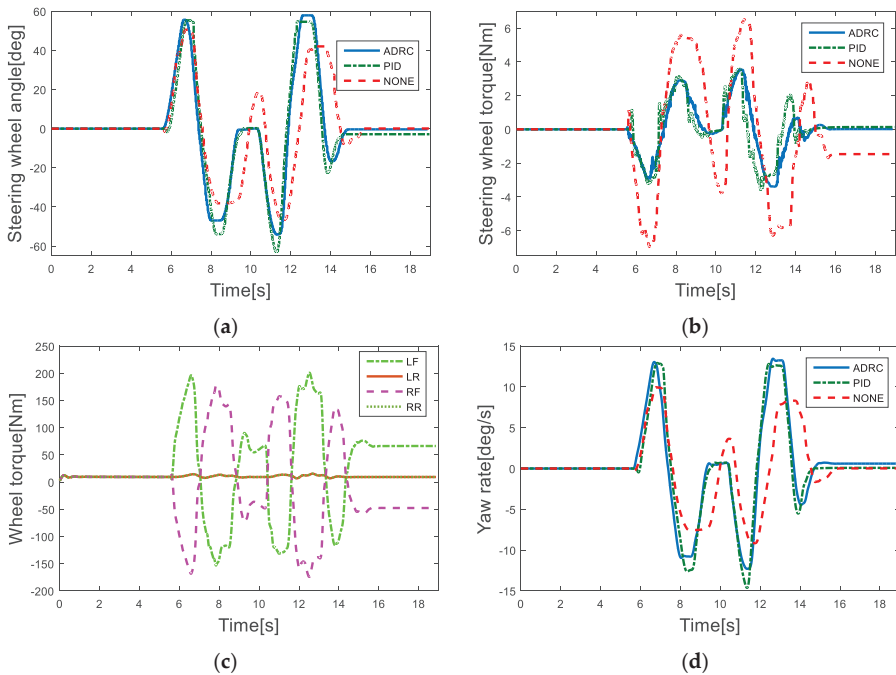 60
40
20
0
-20
-40
-60
Steering wheel angle[deg]
ADRC
PID
NONE
0 2 4 6 8 10 12 14 16 18
Time[s]
(a)
6
4
2
0
-2
-4
-6
Steering wheel torque[Nm]
ADRC
PID
NONE
0 2 4 6 8 10 12 14 16 18
Time[s]
(b)
250
200
150
100
50
0
-50
-100
-150
-200
Wheel torque[Nm]
LF
LR
RF
RR
0 2 4 6 8 10 12 14 16 18
Time[s]
(c)
15
10
5
0
-5
-10
-15
Yaw rate[deg/s]
ADRC
PID
NONE
0 2 4 6 8 10 12 14 16 18
Time[s]
(d)